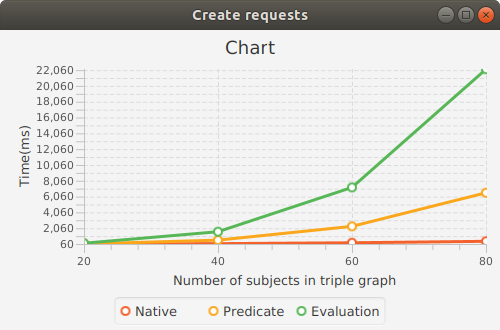 Create requests
Chart
Time(ms)
22,060
20,060
18,060
16,060
14,060
12,060
10,060
8,060
6,060
4,060
2,060
60
20 40 60 80
Number of subjects in triple graph
Native Predicate Evaluation